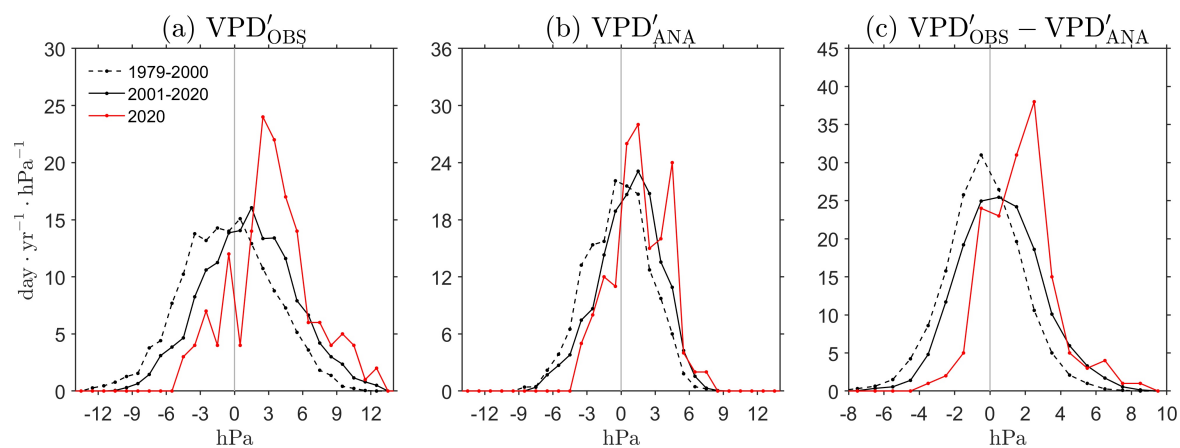 (a) VPD′OBS
(b) VPD′ANA
(c) VPD′OBS − VPD′ANA
day · yr⁻¹ · hPa⁻¹
30
25
20
15
10
5
0
1979-2000
2001-2020
2020
-12 -9 -6 -3 0 3 6 9 12
hPa
36
30
24
18
12
6
0
-12 -9 -6 -3 0 3 6 9 12
hPa
45
40
35
30
25
20
15
10
5
0
-8 -6 -4 -2 0 2 4 6 8 10
hPa